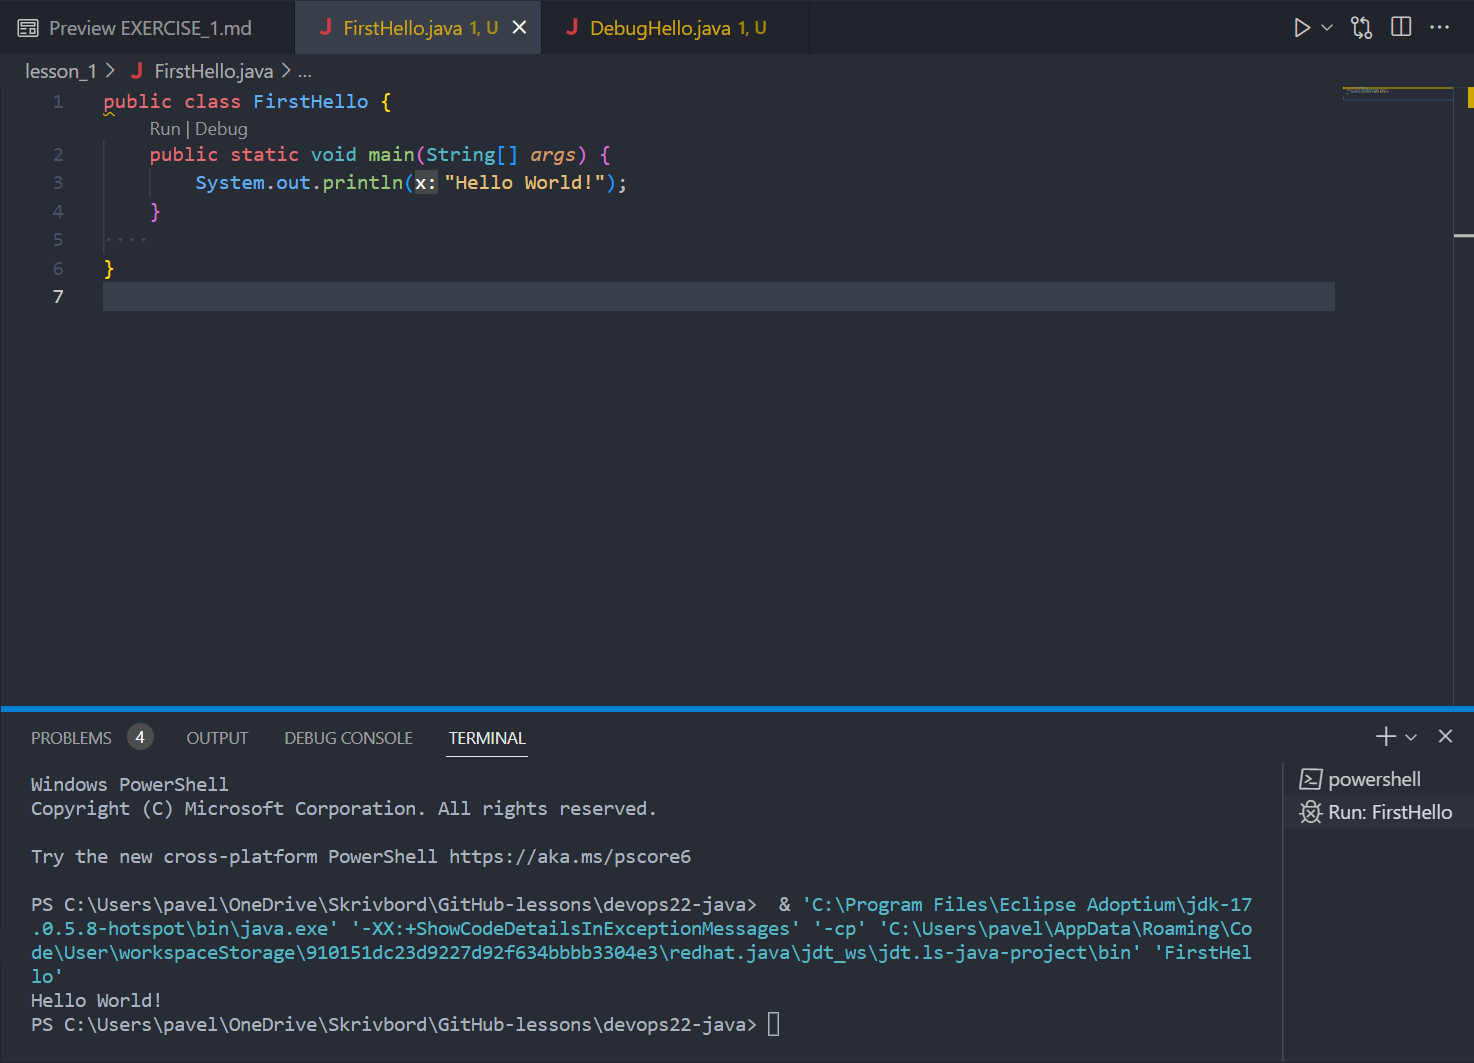 Preview EXERCISE_1.md
J FirstHello.java 1, U
J DebugHello.java 1, U
lesson_1 > J FirstHello.java > ...
1 public class FirstHello {
Run | Debug
2 public static void main(String[] args) {
3 System.out.println(x: "Hello World!");
4 }
5 ····
6 }
7
PROBLEMS 4 OUTPUT DEBUG CONSOLE TERMINAL
Windows PowerShell
Copyright (C) Microsoft Corporation. All rights reserved.
Try the new cross-platform PowerShell https://aka.ms/pscore6
PS C:\Users\pavel\OneDrive\Skrivbord\GitHub-lessons\devops22-java>  & 'C:\Program Files\Eclipse Adoptium\jdk-17
.0.5.8-hotspot\bin\java.exe' '-XX:+ShowCodeDetailsInExceptionMessages' '-cp' 'C:\Users\pavel\AppData\Roaming\Co
de\User\workspaceStorage\910151dc23d9227d92f634bbbb3304e3\redhat.java\jdt_ws\jdt.ls-java-project\bin' 'FirstHel
lo'
Hello World!
PS C:\Users\pavel\OneDrive\Skrivbord\GitHub-lessons\devops22-java>
powershell
Run: FirstHello